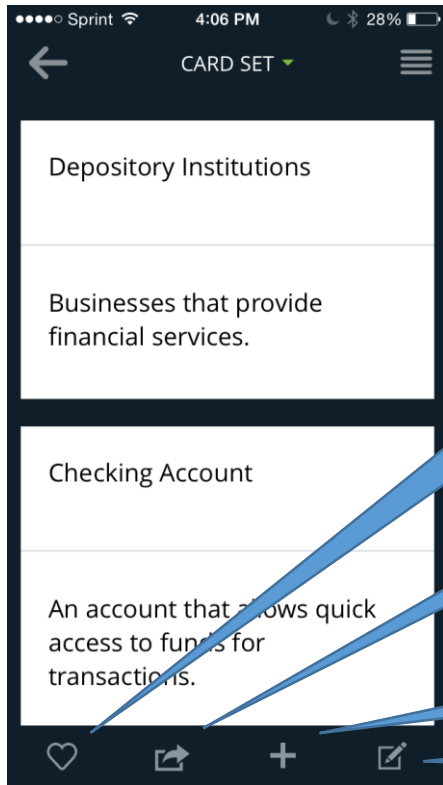 Sprint 4:06 PM 28%
CARD SET
Depository Institutions
Businesses that provide
financial services.
Checking Account
An account that allows quick
access to funds for
transactions.